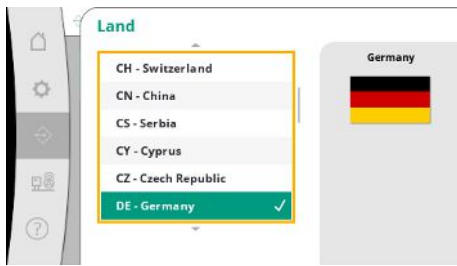 Land
CH - Switzerland
CN - China
CS - Serbia
CY - Cyprus
CZ - Czech Republic
DE - Germany
Germany
?